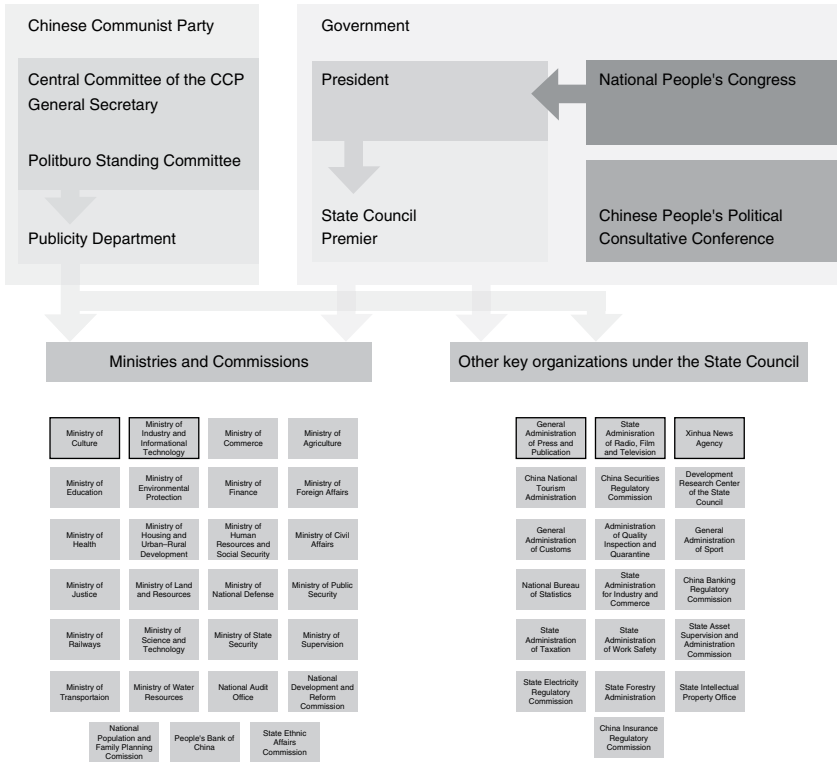 Chinese Communist Party
Government
Central Committee of the CCP
General Secretary
Politburo Standing Committee
Publicity Department
President
State Council
Premier
National People's Congress
Chinese People's Political
Consultative Conference
Ministries and Commissions
Other key organizations under the State Council
Ministry of
Culture
Ministry of
Industry and
Informational
Technology
Ministry of
Commerce
Ministry of
Agriculture
Ministry of
Education
Ministry of
Environmental
Protection
Ministry of
Finance
Ministry of
Foreign Affairs
Ministry of
Health
Ministry of
Housing and
Urban–Rural
Development
Ministry of
Human
Resources and
Social Security
Ministry of Civil
Affairs
Ministry of
Justice
Ministry of Land
and Resources
Ministry of
National Defense
Ministry of Public
Security
Ministry of
Railways
Ministry of
Science and
Technology
Ministry of State
Security
Ministry of
Supervision
Ministry of
Transportaion
Ministry of Water
Resources
National Audit
Office
National
Development and
Reform
Commission
National
Population and
Family Planning
Comission
People's Bank of
China
State Ethnic
Affairs
Commission
General
Administration
of Press and
Publication
State
Adminisration
of Radio, Film
and Television
Xinhua News
Agency
China National
Tourism
Administration
China Securities
Regulatory
Commission
Development
Research Center
of the State
Council
General
Administration
of Customs
Administration
of Quality
Inspection and
Quarantine
General
Administration
of Sport
National Bureau
of Statistics
State
Administration
for Industry and
Commerce
China Banking
Regulatory
Commission
State
Administration
of Taxation
State
Administration
of Work Safety
State Asset
Supervision and
Administration
Commission
State Electricity
Regulatory
Commission
State Forestry
Administration
State Intellectual
Property Office
China Insurance
Regulatory
Commission